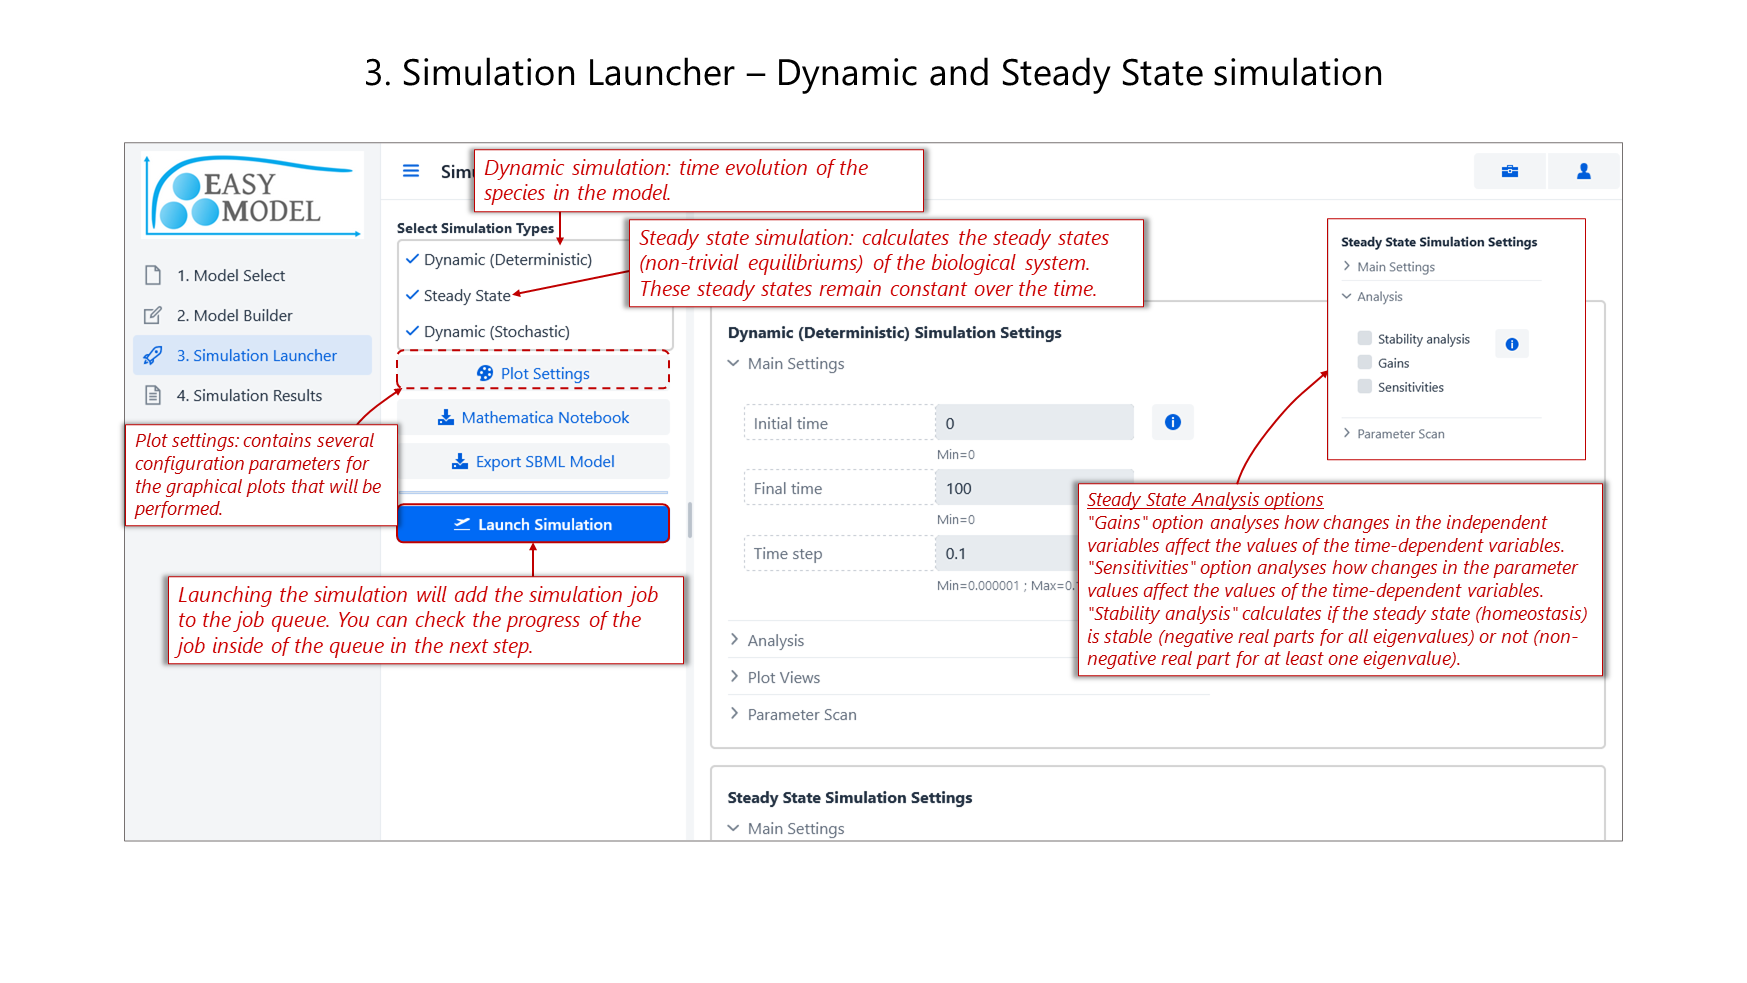 3. Simulation Launcher – Dynamic and Steady State simulation
EASY
MODEL
1. Model Select
2. Model Builder
3. Simulation Launcher
4. Simulation Results
Plot settings: contains several
configuration parameters for
the graphical plots that will be
performed.
Dynamic simulation: time evolution of the
species in the model.
Select Simulation Types
Dynamic (Deterministic)
Steady State
Dynamic (Stochastic)
Plot Settings
Mathematica Notebook
Export SBML Model
Launch Simulation
Launching the simulation will add the simulation job
to the job queue. You can check the progress of the
job inside of the queue in the next step.
Steady state simulation: calculates the steady states
(non-trivial equilibriums) of the biological system.
These steady states remain constant over the time.
Dynamic (Deterministic) Simulation Settings
Main Settings
Initial time 0
Min=0
Final time 100
Min=0
Time step 0.1
Min=0.000001 ; Max=0.
Analysis
Plot Views
Parameter Scan
Steady State Simulation Settings
Main Settings
Steady State Simulation Settings
Main Settings
Analysis
Stability analysis
Gains
Sensitivities
Parameter Scan
Steady State Analysis options
"Gains" option analyses how changes in the independent
variables affect the values of the time-dependent variables.
"Sensitivities" option analyses how changes in the parameter
values affect the values of the time-dependent variables.
"Stability analysis" calculates if the steady state (homeostasis)
is stable (negative real parts for all eigenvalues) or not (non-
negative real part for at least one eigenvalue).